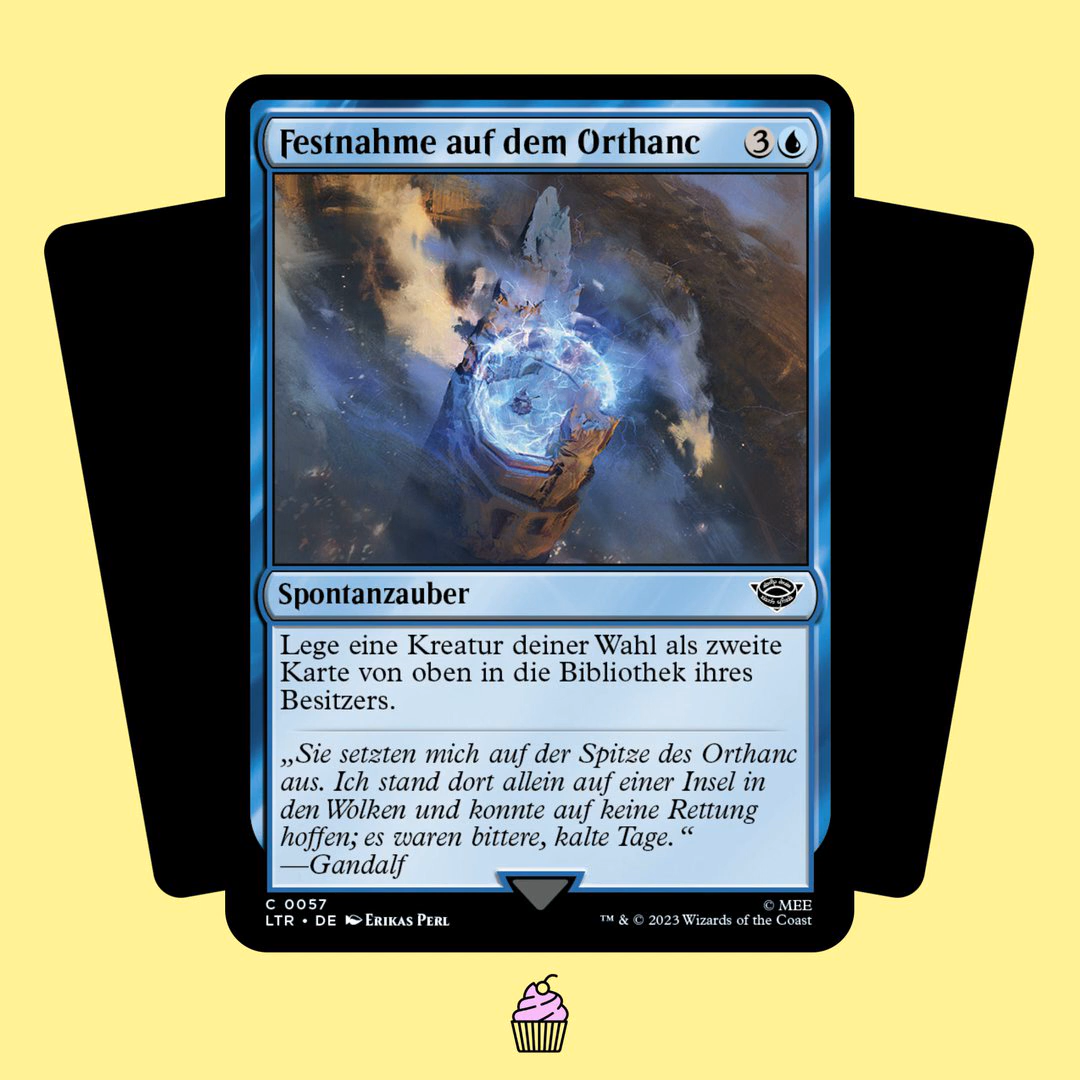 Festnahme auf dem Orthanc 3
Spontanzauber
Lege eine Kreatur deiner Wahl als zweite
Karte von oben in die Bibliothek ihres
Besitzers.
„Sie setzten mich auf der Spitze des Orthanc
aus. Ich stand dort allein auf einer Insel in
den Wolken und konnte auf keine Rettung
hoffen; es waren bittere, kalte Tage.“
—Gandalf
C 0057 © MEE
LTR • DE Erikas Perl ™ & © 2023 Wizards of the Coast